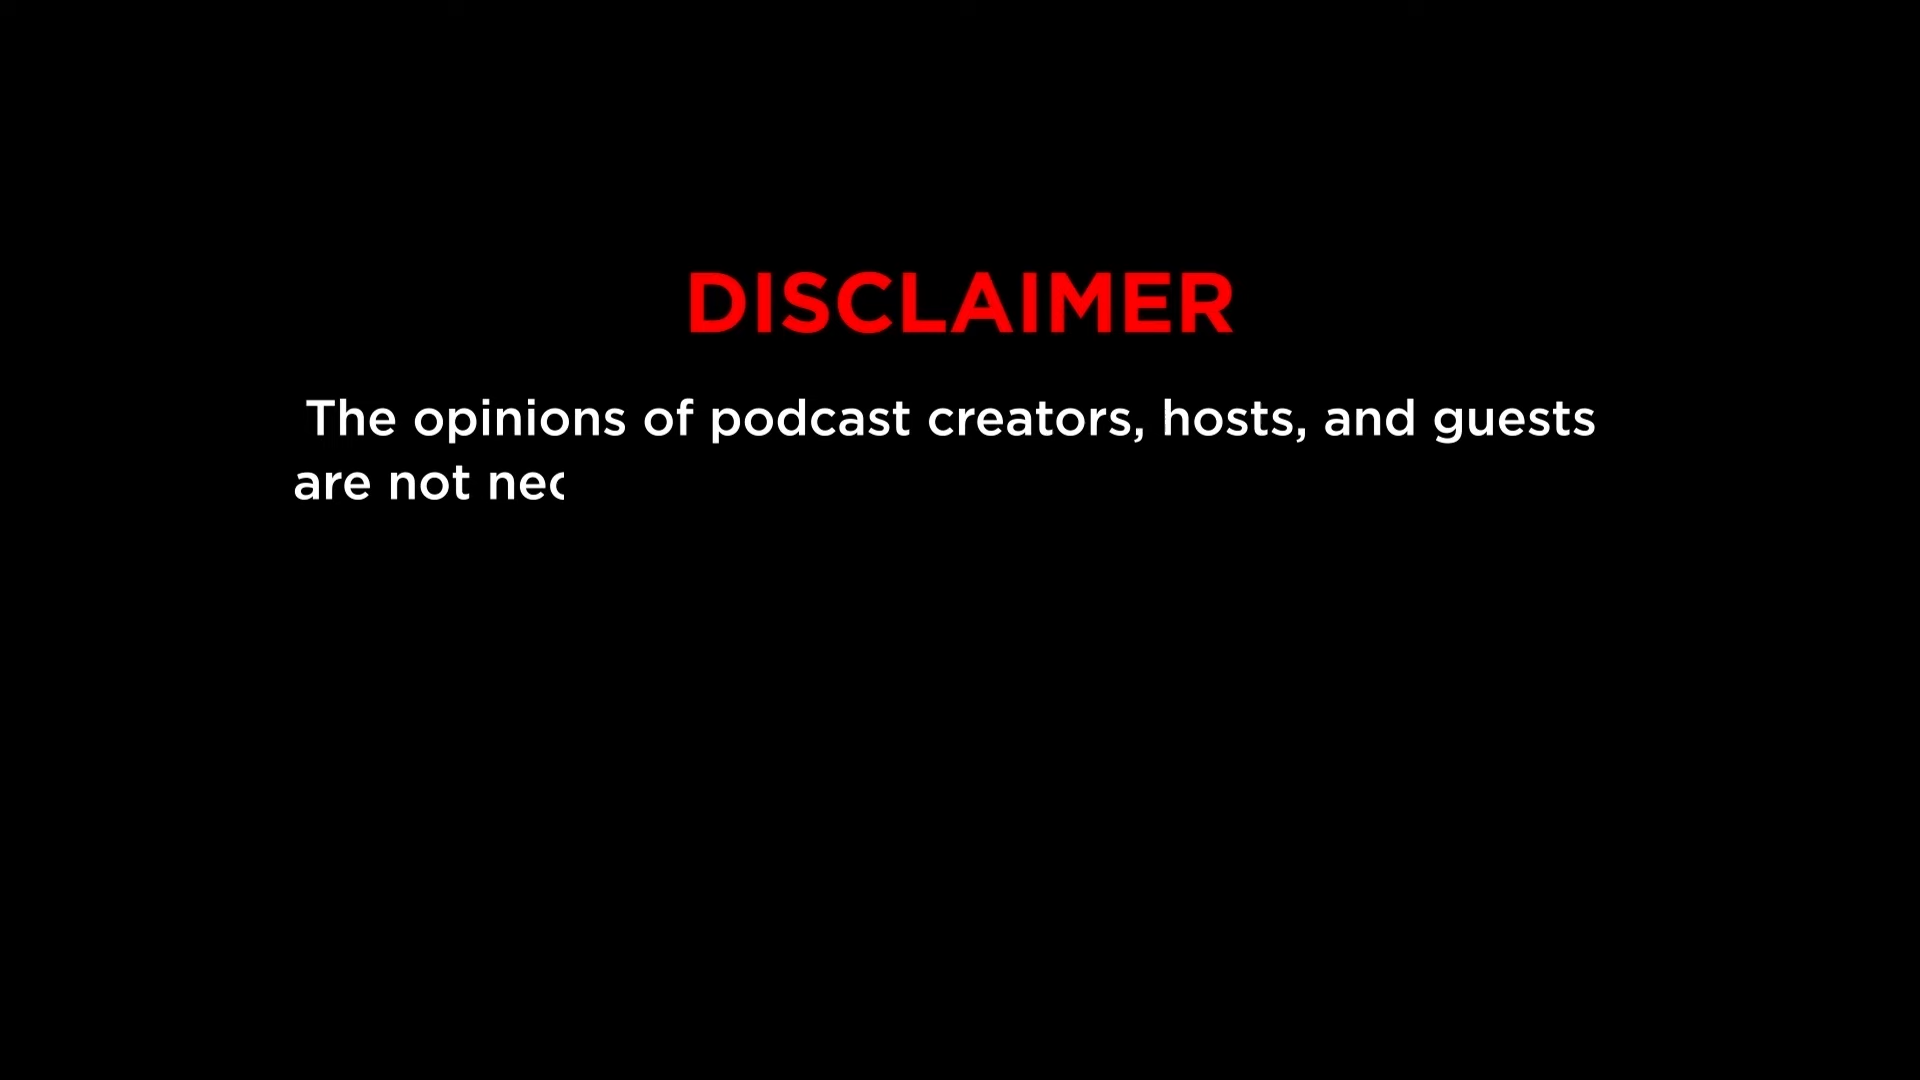 DISCLAIMER
The opinions of podcast creators, hosts, and guests
are not nec